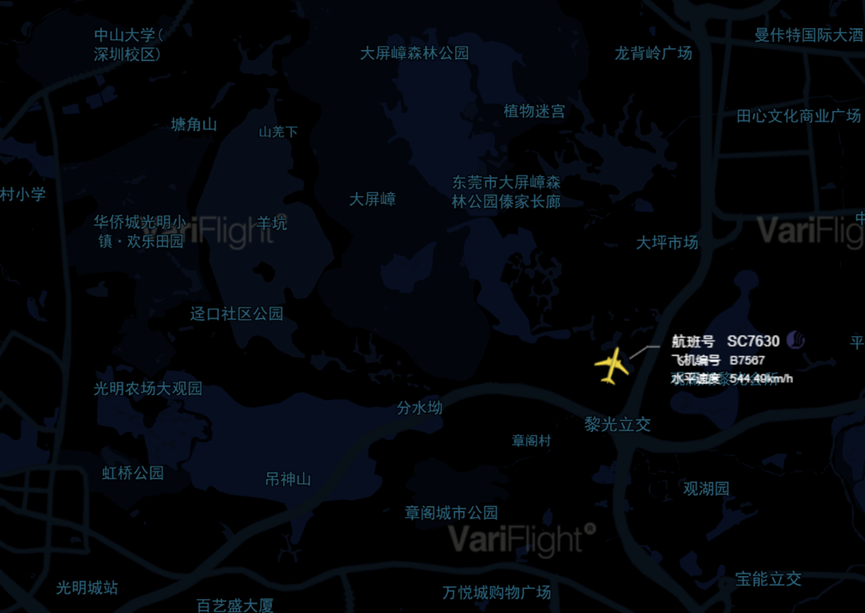 中山大学(
深圳校区)
大屏嶂森林公园
龙背岭广场
曼佧特国际大酒
植物迷宫
田心文化商业广场
塘角山
山羌下
村小学
大屏嶂
东莞市大屏嶂森
林公园傣家长廊
华侨城光明小
镇·欢乐田园
羊坑
VariFlight®
VariFlig
大坪市场
迳口社区公园
航班号 SC7630
飞机编号 B7567
水平速度 544.49km/h
平
光明农场大观园
分水坳
黎光立交
章阁村
虹桥公园
吊神山
观湖园
章阁城市公园
VariFlight®
光明城站
百艺盛大厦
万悦城购物广场
宝能立交